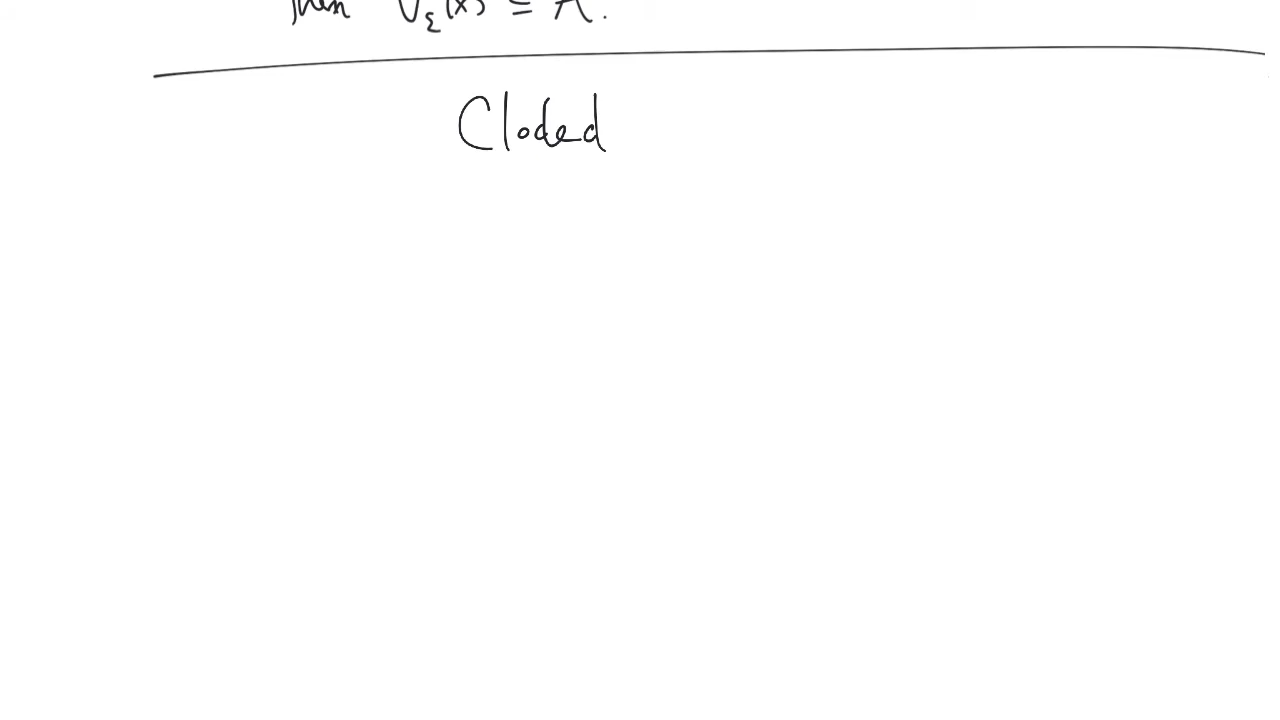 Then V_ε(x) ⊆ A.
Cloded